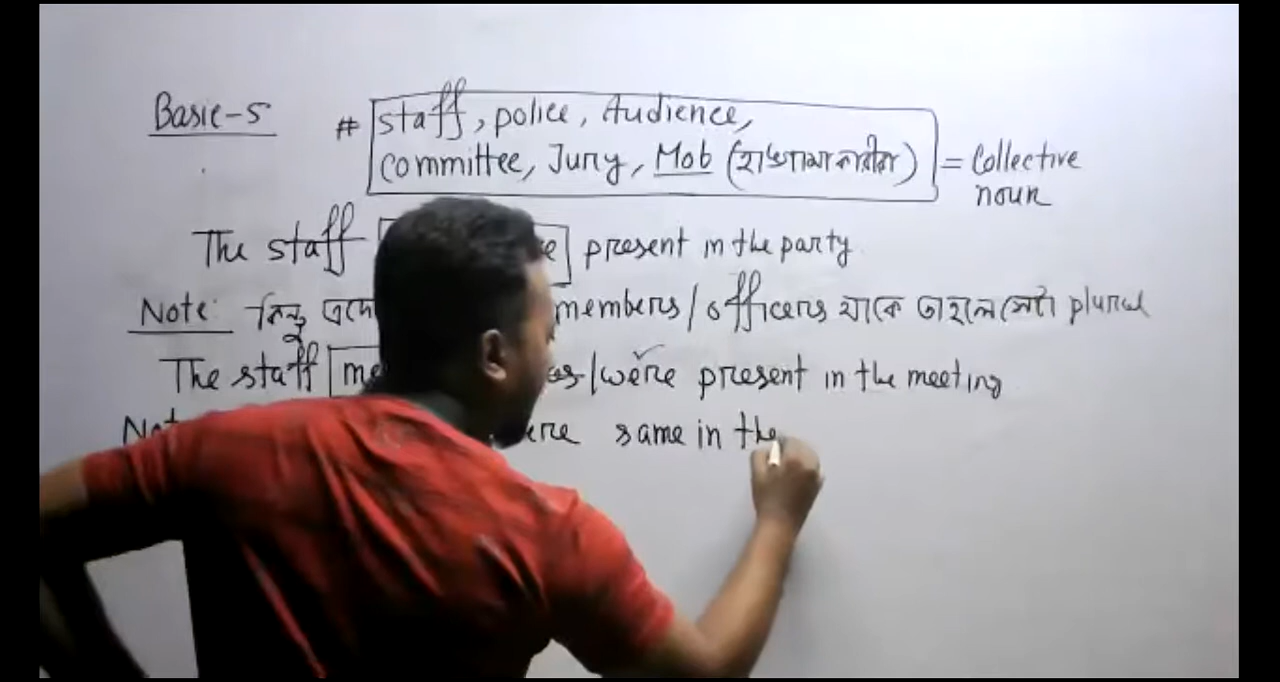 Basic-5
# staff, police, Audience,
committee, Jury, Mob (হাঙ্গামাকারীরা) = Collective noun
The staff present in the party
Note: কিন্তু members/officers থাকে তাহলে সেটা plural
The staff /were present in the meeting
same in the